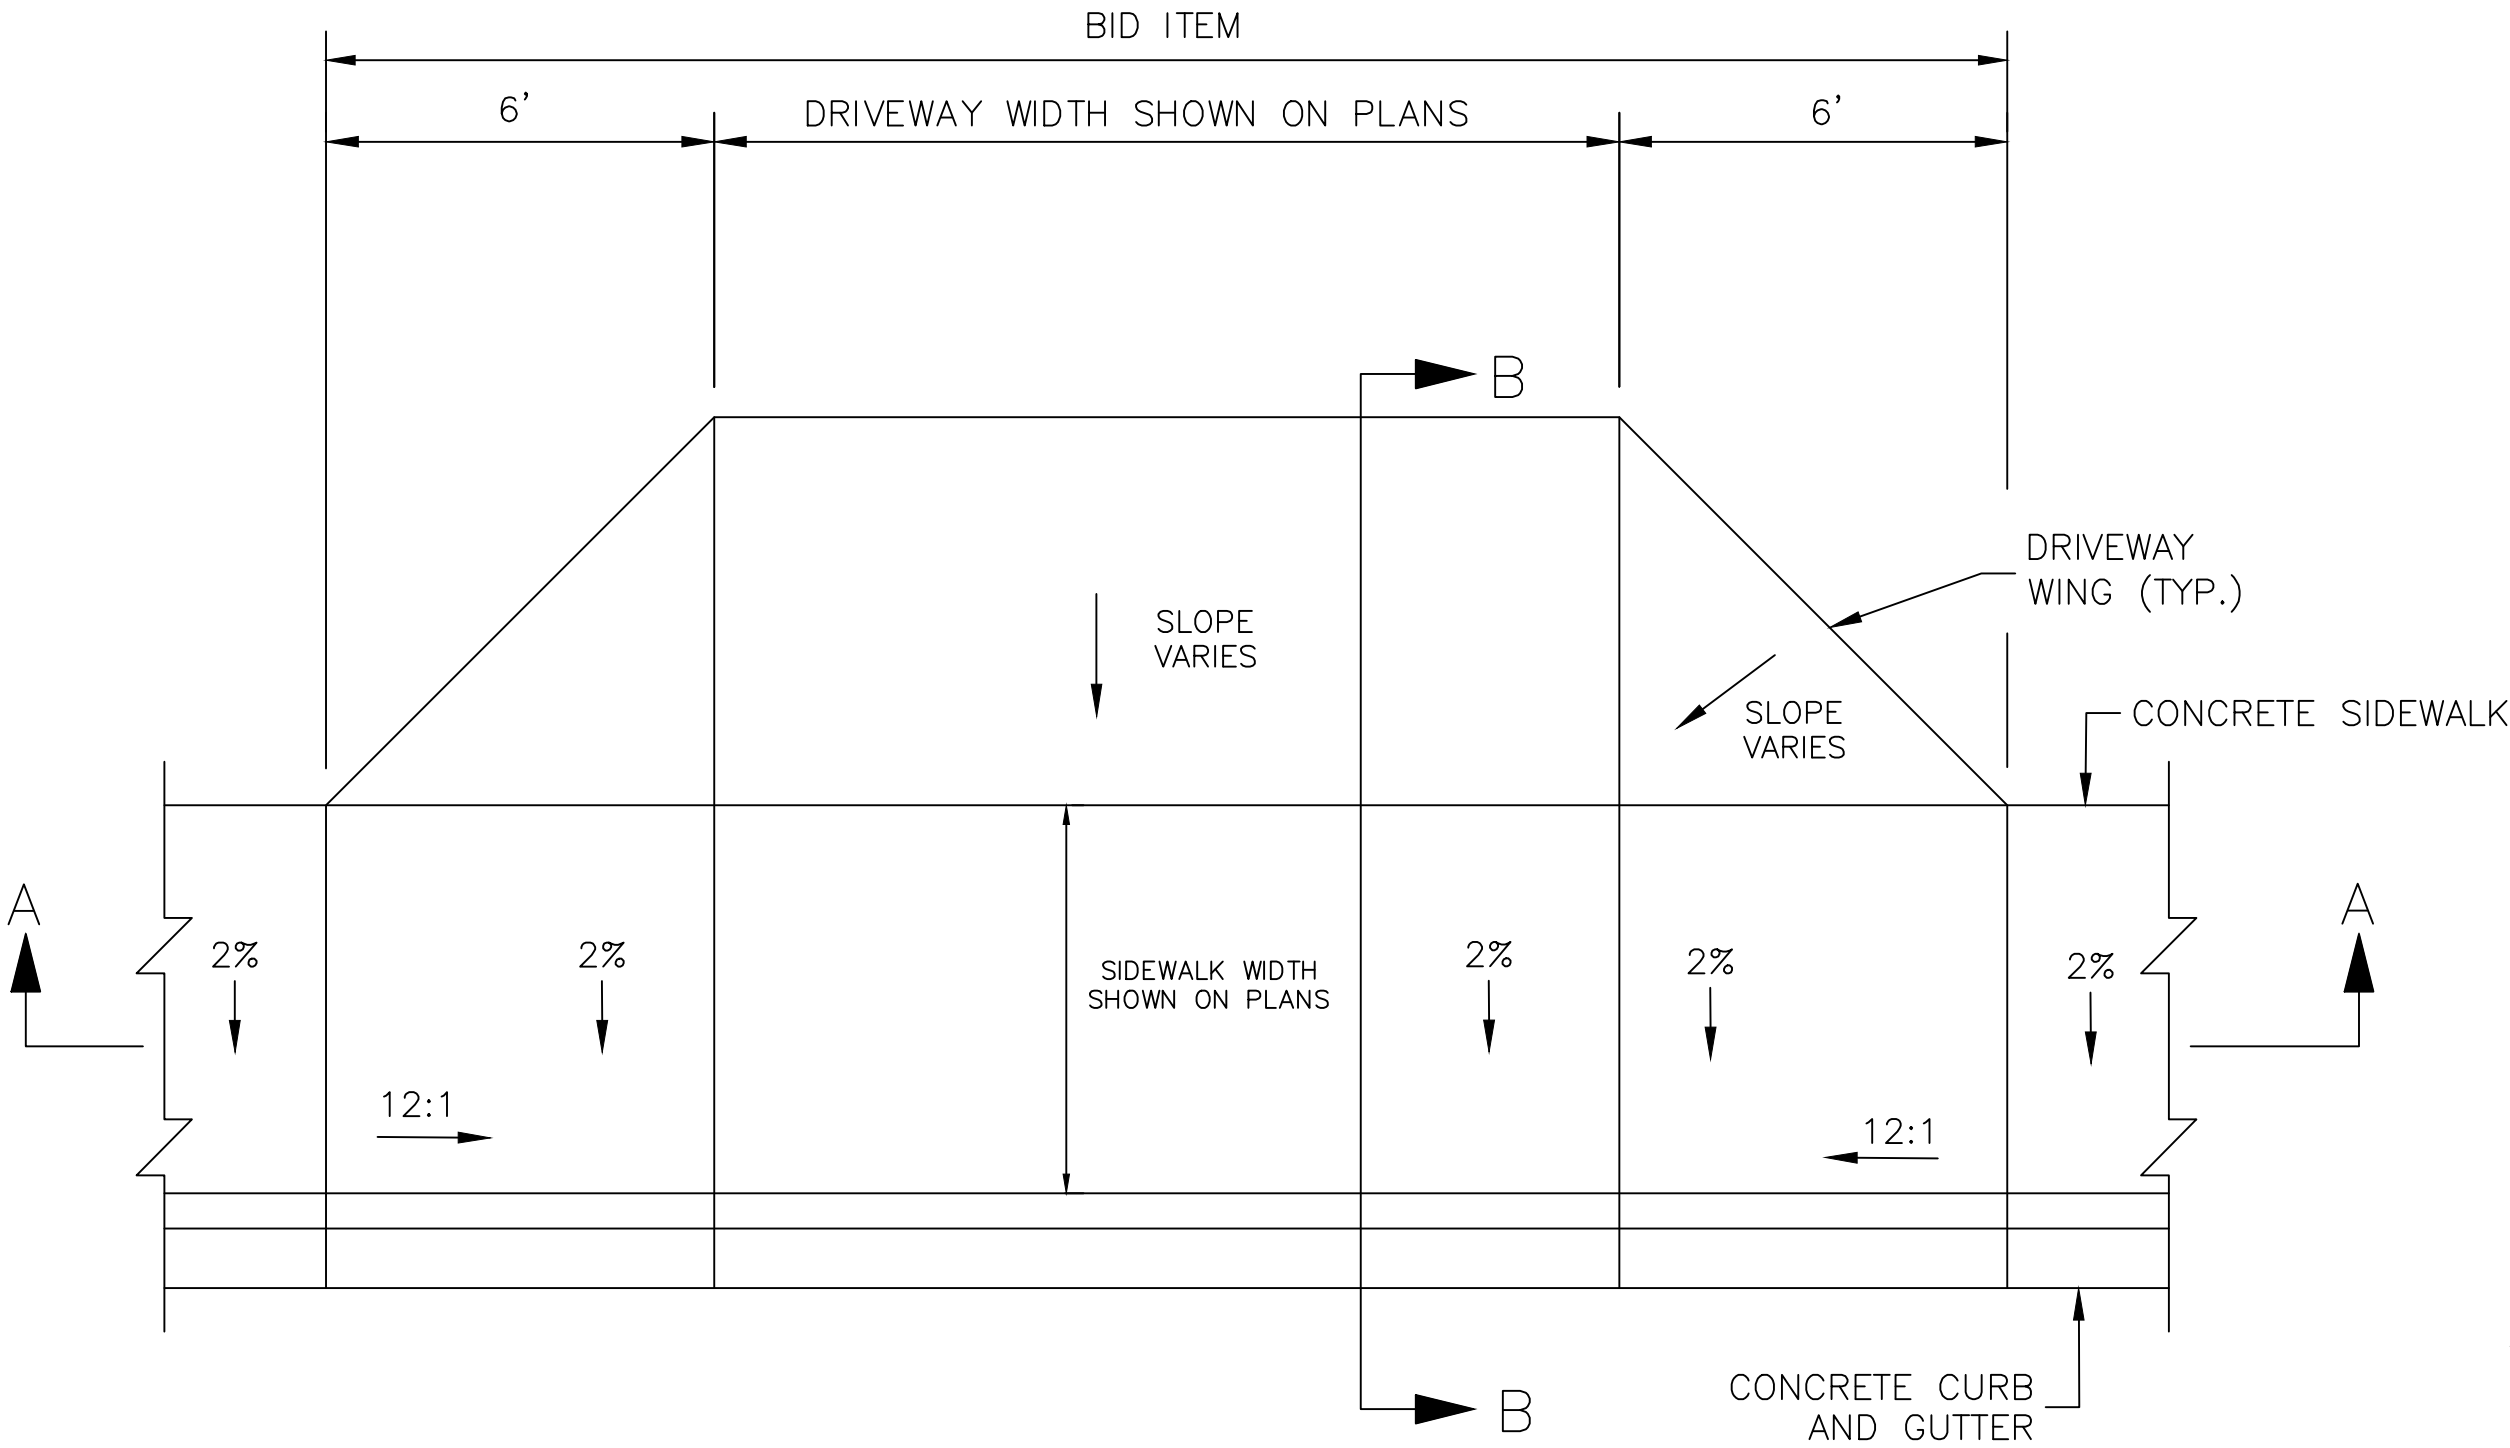 BID ITEM
6'
DRIVEWAY WIDTH SHOWN ON PLANS
6'
B
DRIVEWAY
WING (TYP.)
SLOPE
VARIES
SLOPE
VARIES
CONCRETE SIDEWALK
A
A
2%
2%
2%
2%
2%
SIDEWALK WIDTH
SHOWN ON PLANS
12:1
12:1
CONCRETE CURB
AND GUTTER
B